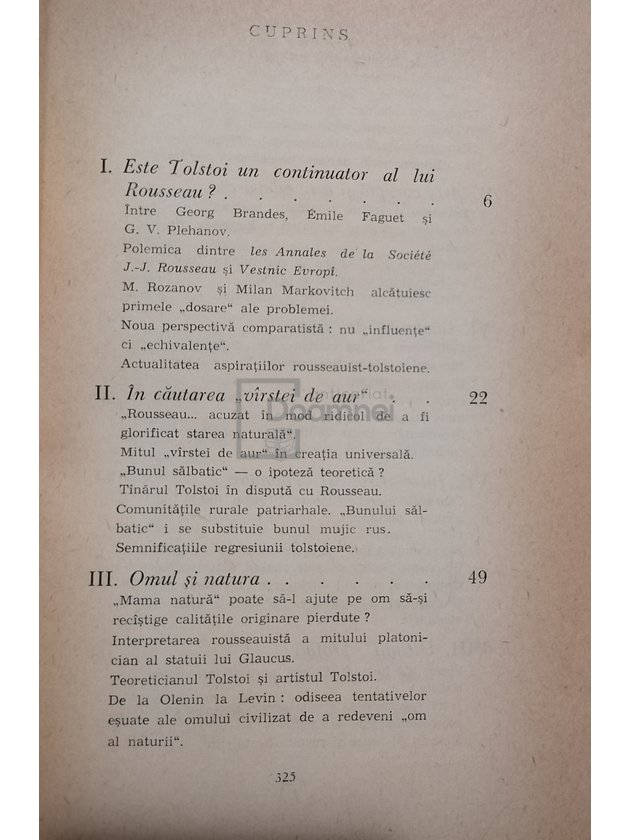 CUPRINS
I. Este Tolstoi un continuator al lui
Rousseau ? . . . . . . . 6
Între Georg Brandes, Émile Faguet și
G. V. Plehanov.
Polemica dintre les Annales de la Société
J.-J. Rousseau și Vestnic Evropî.
M. Rozanov și Milan Markovitch alcătuiesc
primele „dosare“ ale problemei.
Noua perspectivă comparatistă : nu „influențe“
ci „echivalențe“.
Actualitatea aspirațiilor rousseauist-tolstoiene.
II. În căutarea „vîrstei de aur“ . . 22
„Rousseau... acuzat în mod ridicol de a fi
glorificat starea naturală“.
Mitul „vîrstei de aur“ în creația universală.
„Bunul sălbatic“ — o ipoteză teoretică ?
Tînărul Tolstoi în dispută cu Rousseau.
Comunitățile rurale patriarhale. „Bunului săl-
batic“ i se substituie bunul mujic rus.
Semnificațiile regresiunii tolstoiene.
III. Omul și natura . . . . . . 49
„Mama natură“ poate să-l ajute pe om să-și
recîștige calitățile originare pierdute ?
Interpretarea rousseauistă a mitului platoni-
cian al statuii lui Glaucus.
Teoreticianul Tolstoi și artistul Tolstoi.
De la Olenin la Levin : odiseea tentativelor
eșuate ale omului civilizat de a redeveni „om
al naturii“.
325
Anticariat
Doamnei